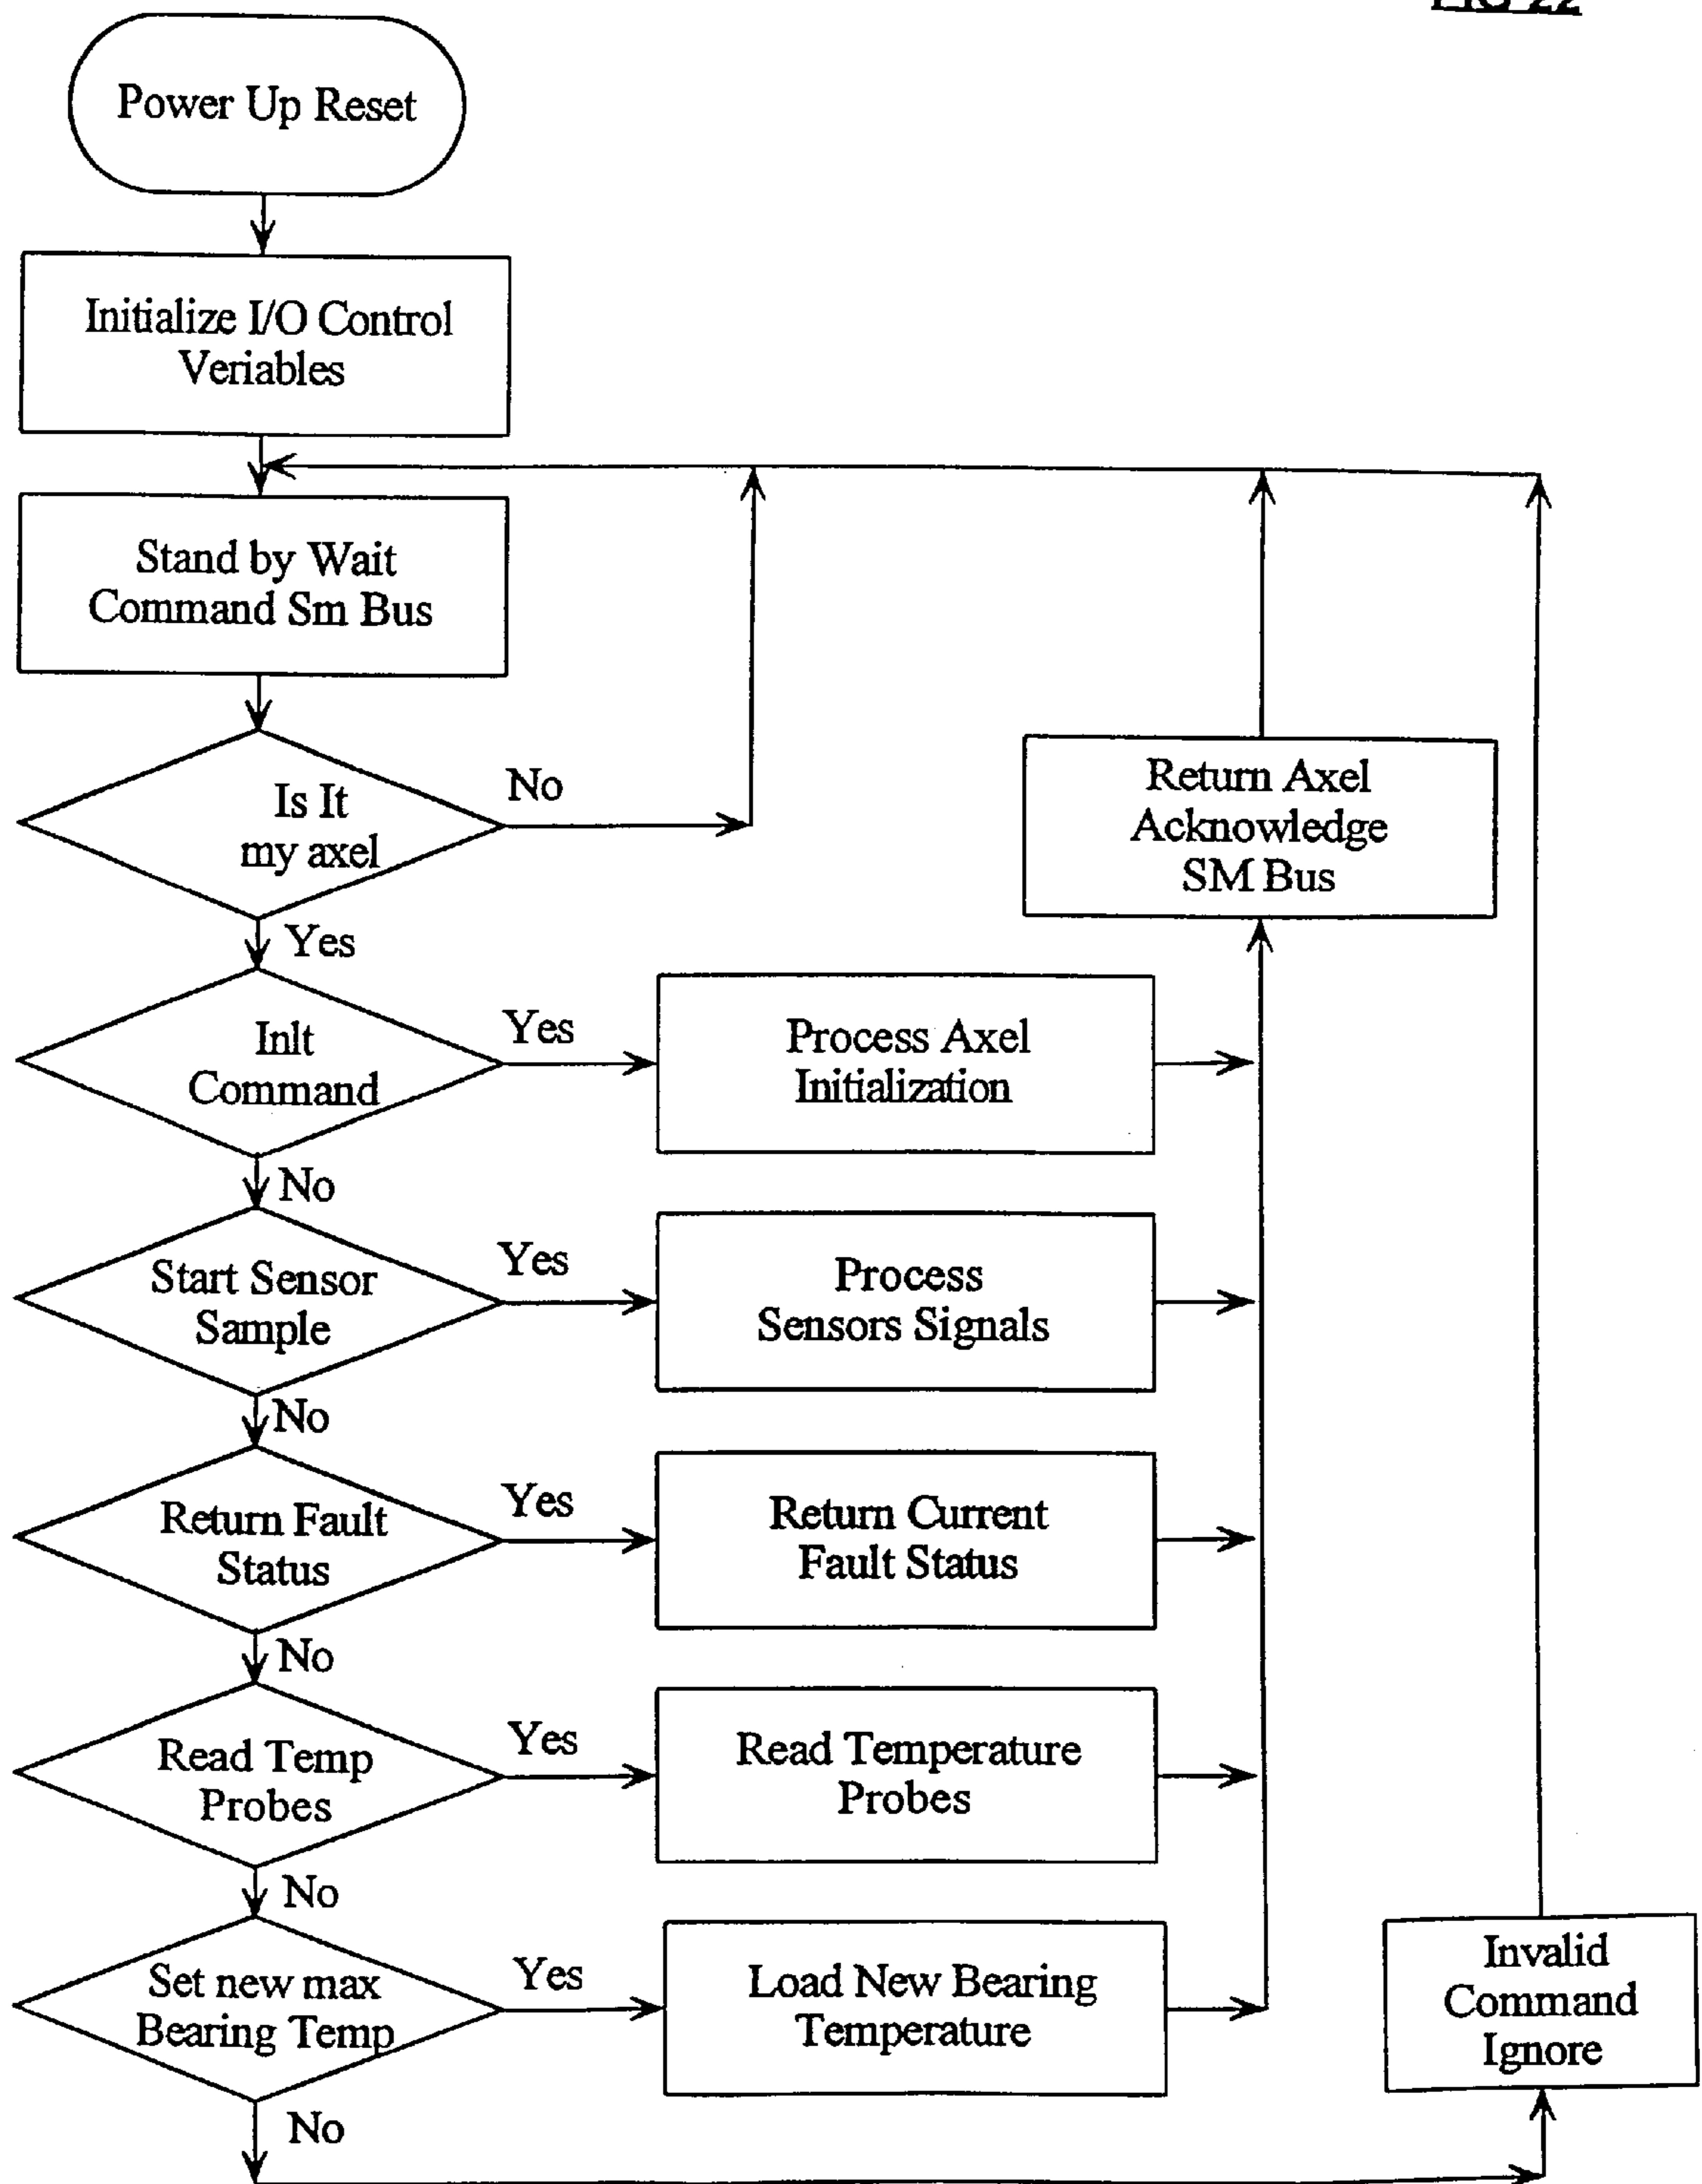 FIG 22
Power Up Reset
Initialize I/O Control
Veriables
Stand by Wait
Command Sm Bus
Is It
my axel
No
Return Axel
Acknowledge
SM Bus
Yes
Inlt
Command
Yes
Process Axel
Initialization
No
Start Sensor
Sample
Yes
Process
Sensors Signals
No
Return Fault
Status
Yes
Return Current
Fault Status
No
Read Temp
Probes
Yes
Read Temperature
Probes
No
Set new max
Bearing Temp
Yes
Load New Bearing
Temperature
Invalid
Command
Ignore
No